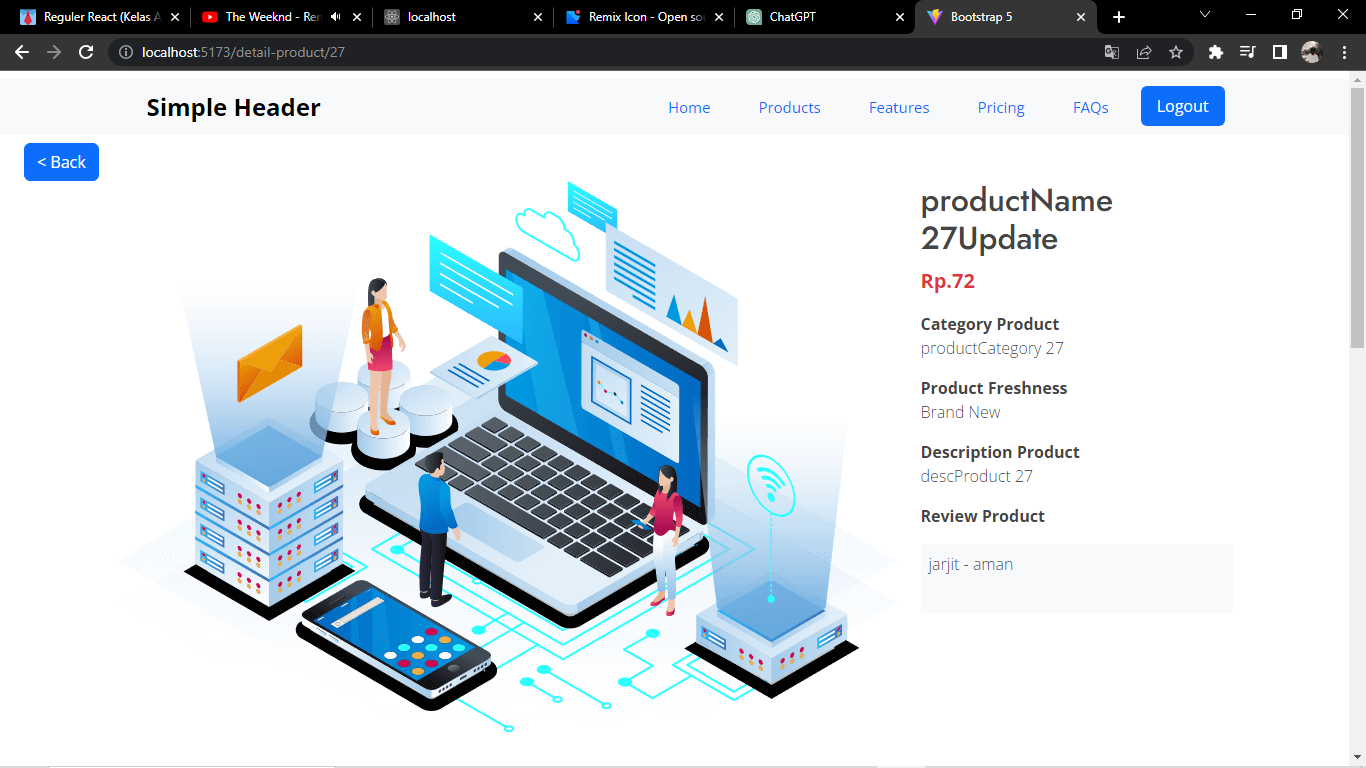 Reguler React (Kelas A
The Weeknd - Rem
localhost
Remix Icon - Open sou
ChatGPT
Bootstrap 5
localhost:5173/detail-product/27
Simple Header
Home
Products
Features
Pricing
FAQs
Logout
< Back
productName
27Update
Rp.72
Category Product
productCategory 27
Product Freshness
Brand New
Description Product
descProduct 27
Review Product
jarjit - aman